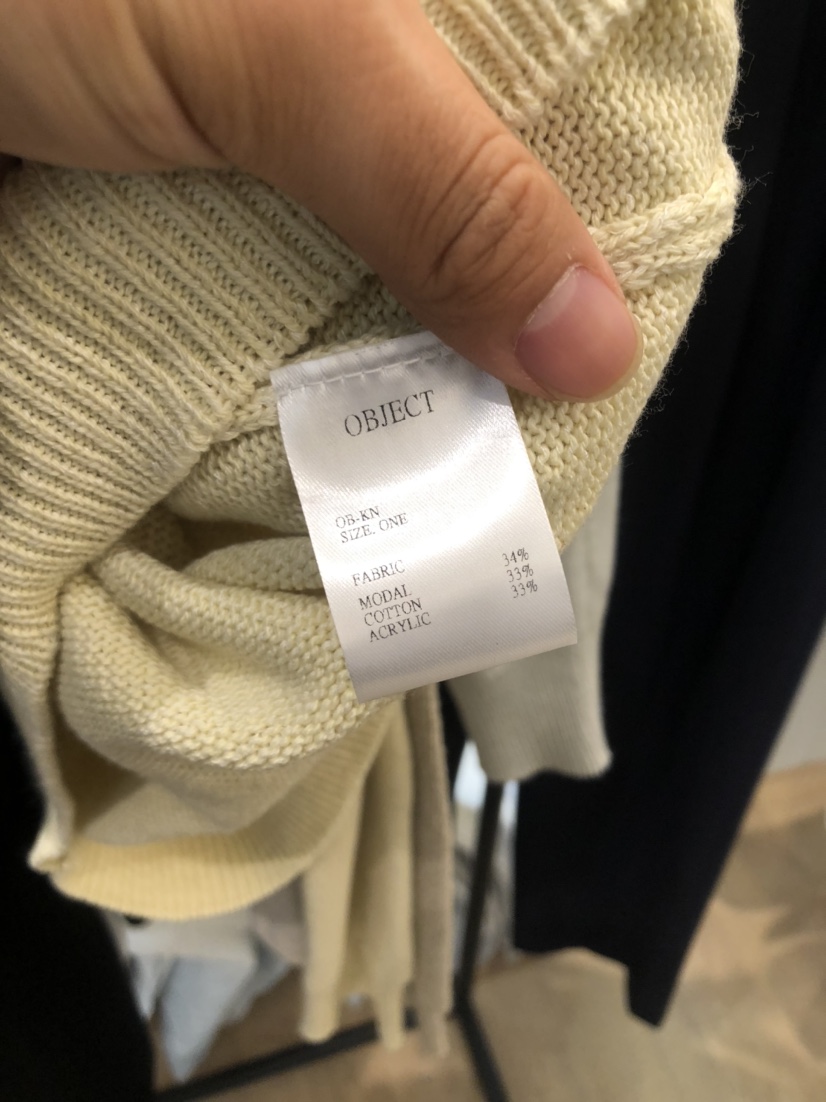 OBJECT
OB-KN
SIZE. ONE
FABRIC 34%
MODAL 33%
COTTON 33%
ACRYLIC